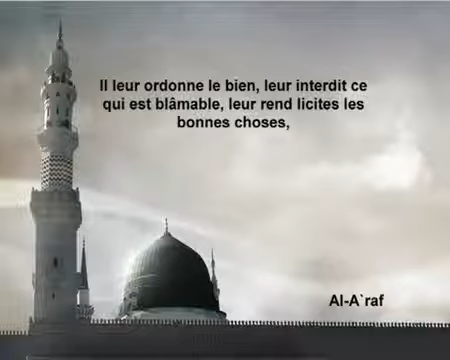 Il leur ordonne le bien, leur interdit ce
qui est blâmable, leur rend licites les
bonnes choses,
Al-A`raf